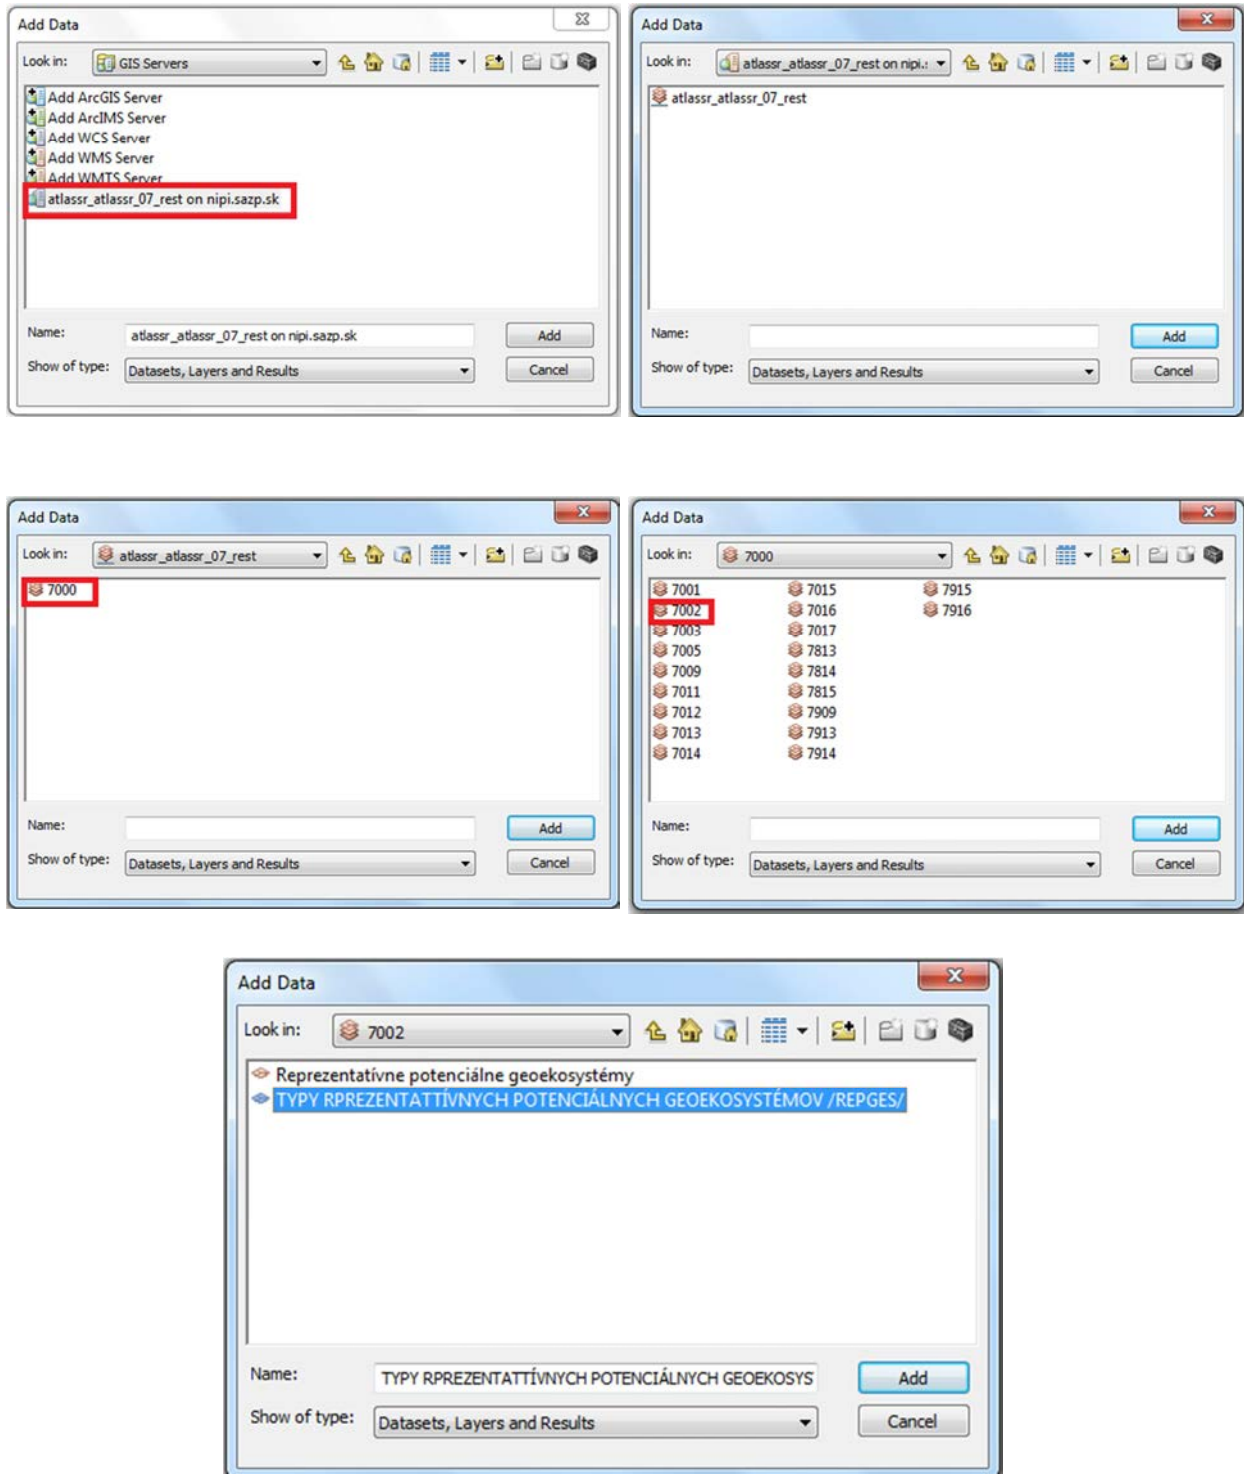 Add Data
Look in: GIS Servers
Add ArcGIS Server
Add ArcIMS Server
Add WCS Server
Add WMS Server
Add WMTS Server
atlassr_atlassr_07_rest on nipi.sazp.sk
Name: atlassr_atlassr_07_rest on nipi.sazp.sk Add
Show of type: Datasets, Layers and Results Cancel
Add Data
Look in: atlassr_atlassr_07_rest on nipi.:
atlassr_atlassr_07_rest
Name: Add
Show of type: Datasets, Layers and Results Cancel
Add Data
Look in: atlassr_atlassr_07_rest
7000
Name: Add
Show of type: Datasets, Layers and Results Cancel
Add Data
Look in: 7000
7001 7015 7915
7002 7016 7916
7003 7017
7005 7813
7009 7814
7011 7815
7012 7909
7013 7913
7014 7914
Name: Add
Show of type: Datasets, Layers and Results Cancel
Add Data
Look in: 7002
Reprezentatívne potenciálne geoekosystémy
TYPY RPREZENTATTÍVNYCH POTENCIÁLNYCH GEOEKOSYSTÉMOV /REPGES/
Name: TYPY RPREZENTATTÍVNYCH POTENCIÁLNYCH GEOEKOSYS Add
Show of type: Datasets, Layers and Results Cancel